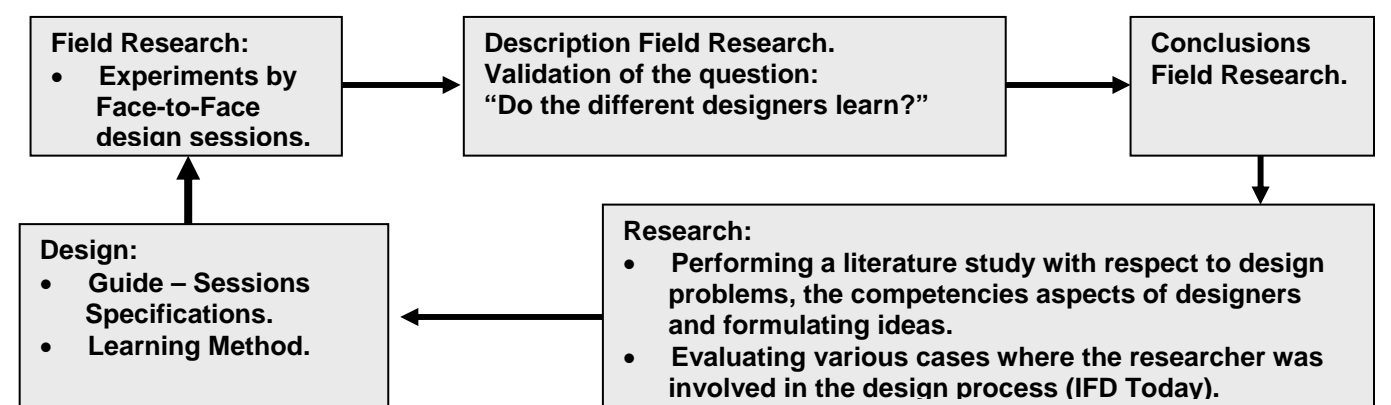 Field Research:
• Experiments by
Face-to-Face
design sessions.
Description Field Research.
Validation of the question:
“Do the different designers learn?”
Conclusions
Field Research.
Research:
• Performing a literature study with respect to design
problems, the competencies aspects of designers
and formulating ideas.
• Evaluating various cases where the researcher was
involved in the design process (IFD Today).
Design:
• Guide – Sessions
Specifications.
• Learning Method.